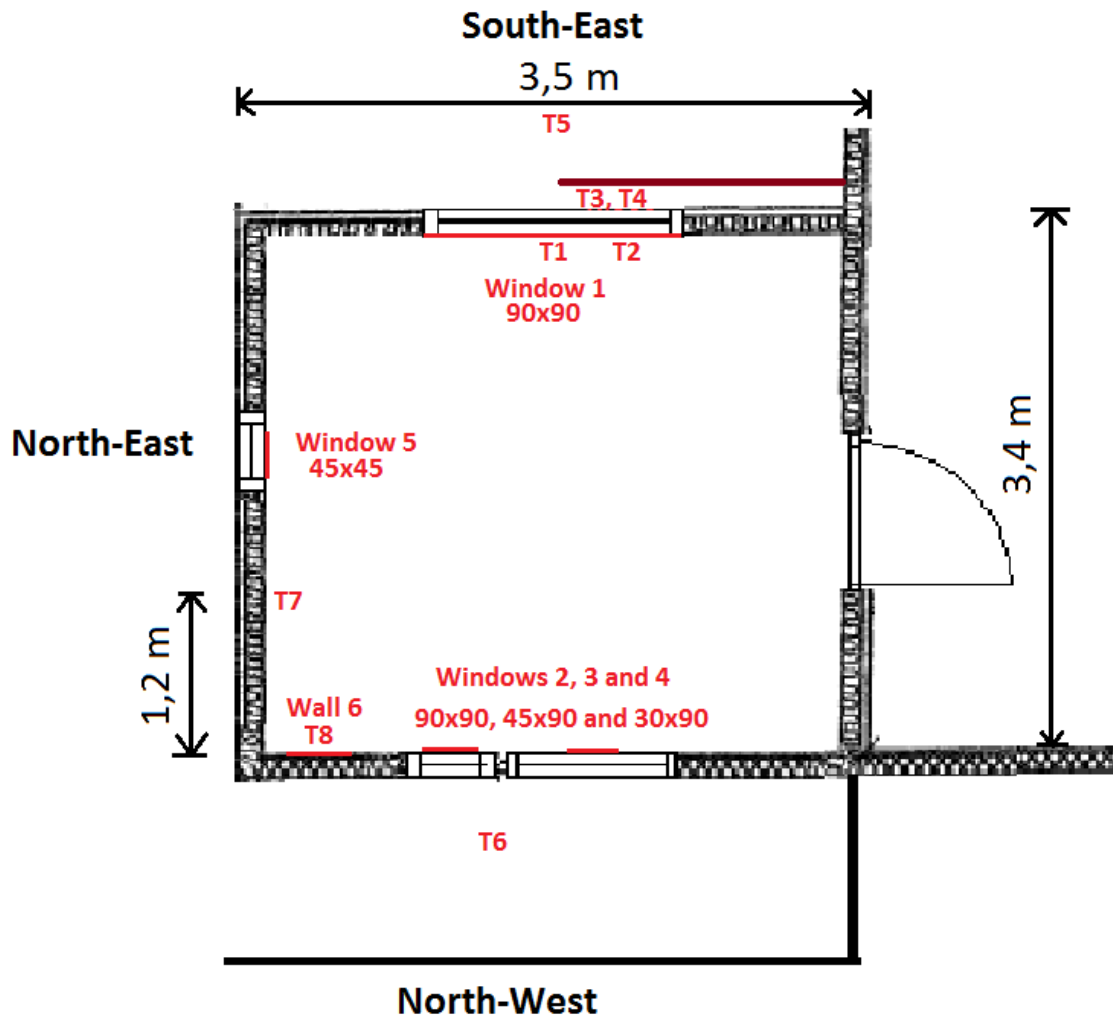 South-East
3,5 m
T5
T3, T4
T1
T2
Window 1
90x90
North-East
Window 5
45x45
3,4 m
T7
1,2 m
Windows 2, 3 and 4
90x90, 45x90 and 30x90
Wall 6
T8
T6
North-West